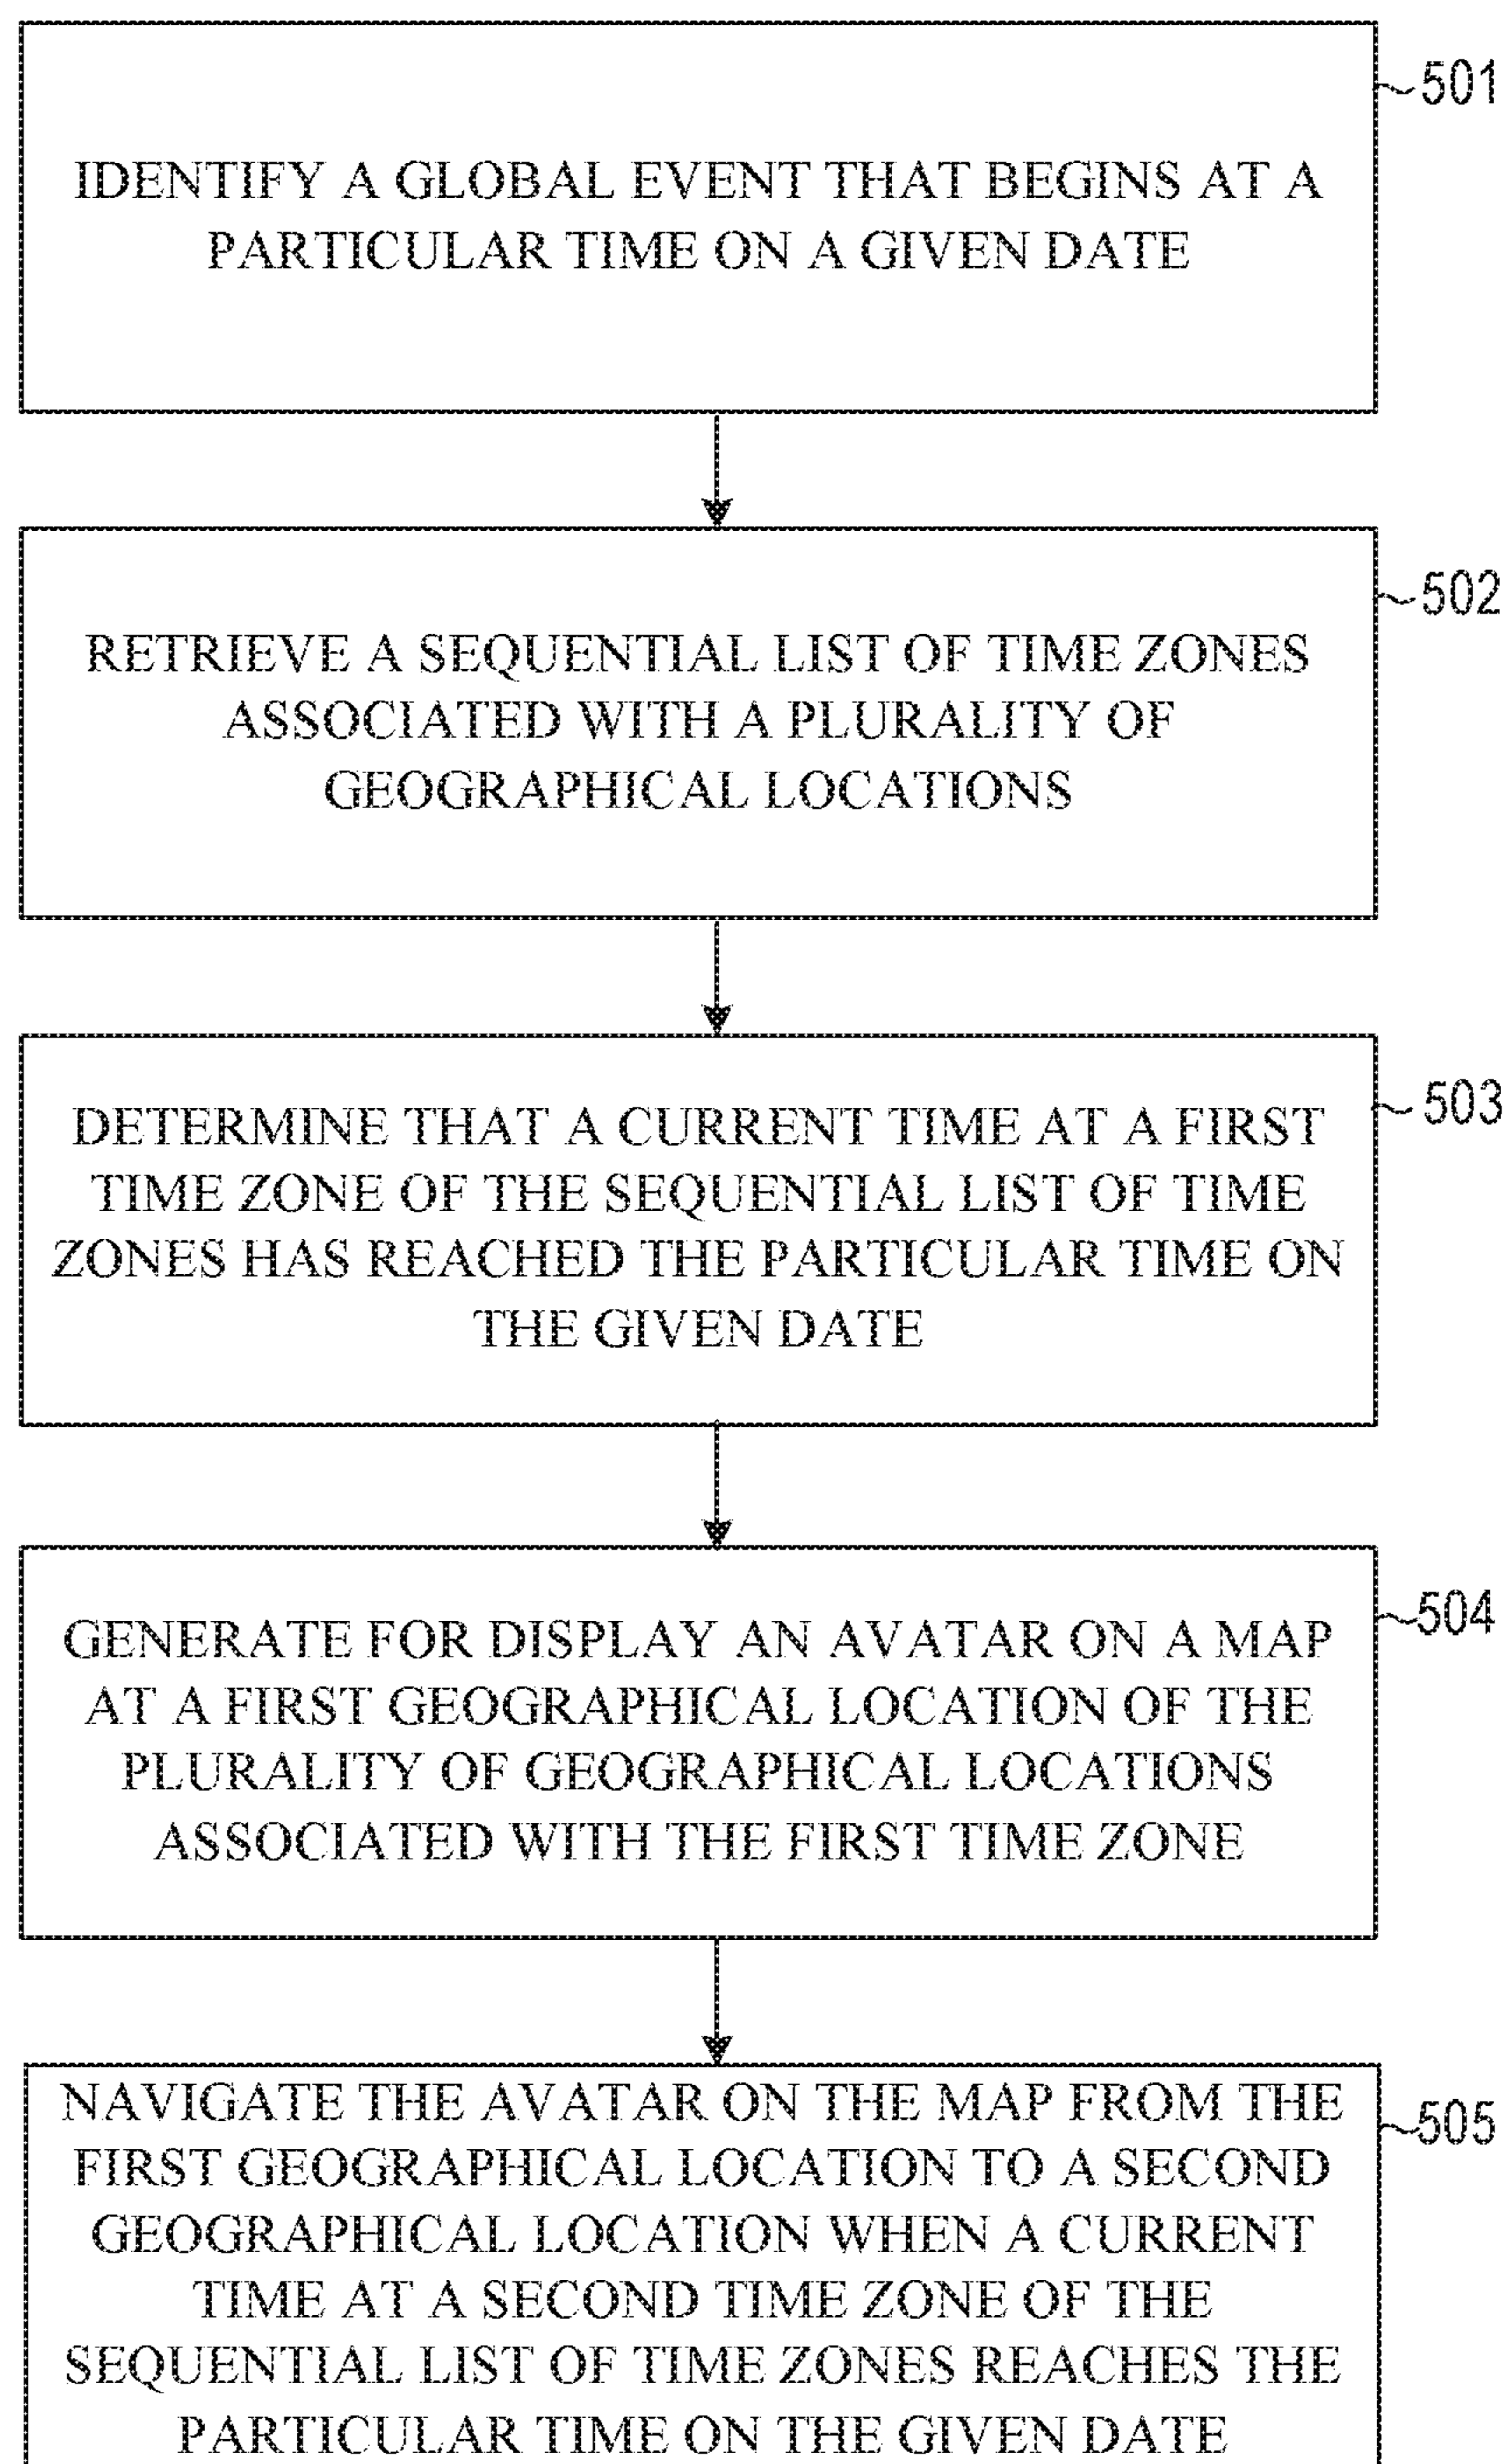 501
IDENTIFY A GLOBAL EVENT THAT BEGINS AT A
PARTICULAR TIME ON A GIVEN DATE
502
RETRIEVE A SEQUENTIAL LIST OF TIME ZONES
ASSOCIATED WITH A PLURALITY OF
GEOGRAPHICAL LOCATIONS
503
DETERMINE THAT A CURRENT TIME AT A FIRST
TIME ZONE OF THE SEQUENTIAL LIST OF TIME
ZONES HAS REACHED THE PARTICULAR TIME ON
THE GIVEN DATE
504
GENERATE FOR DISPLAY AN AVATAR ON A MAP
AT A FIRST GEOGRAPHICAL LOCATION OF THE
PLURALITY OF GEOGRAPHICAL LOCATIONS
ASSOCIATED WITH THE FIRST TIME ZONE
505
NAVIGATE THE AVATAR ON THE MAP FROM THE
FIRST GEOGRAPHICAL LOCATION TO A SECOND
GEOGRAPHICAL LOCATION WHEN A CURRENT
TIME AT A SECOND TIME ZONE OF THE
SEQUENTIAL LIST OF TIME ZONES REACHES THE
PARTICULAR TIME ON THE GIVEN DATE